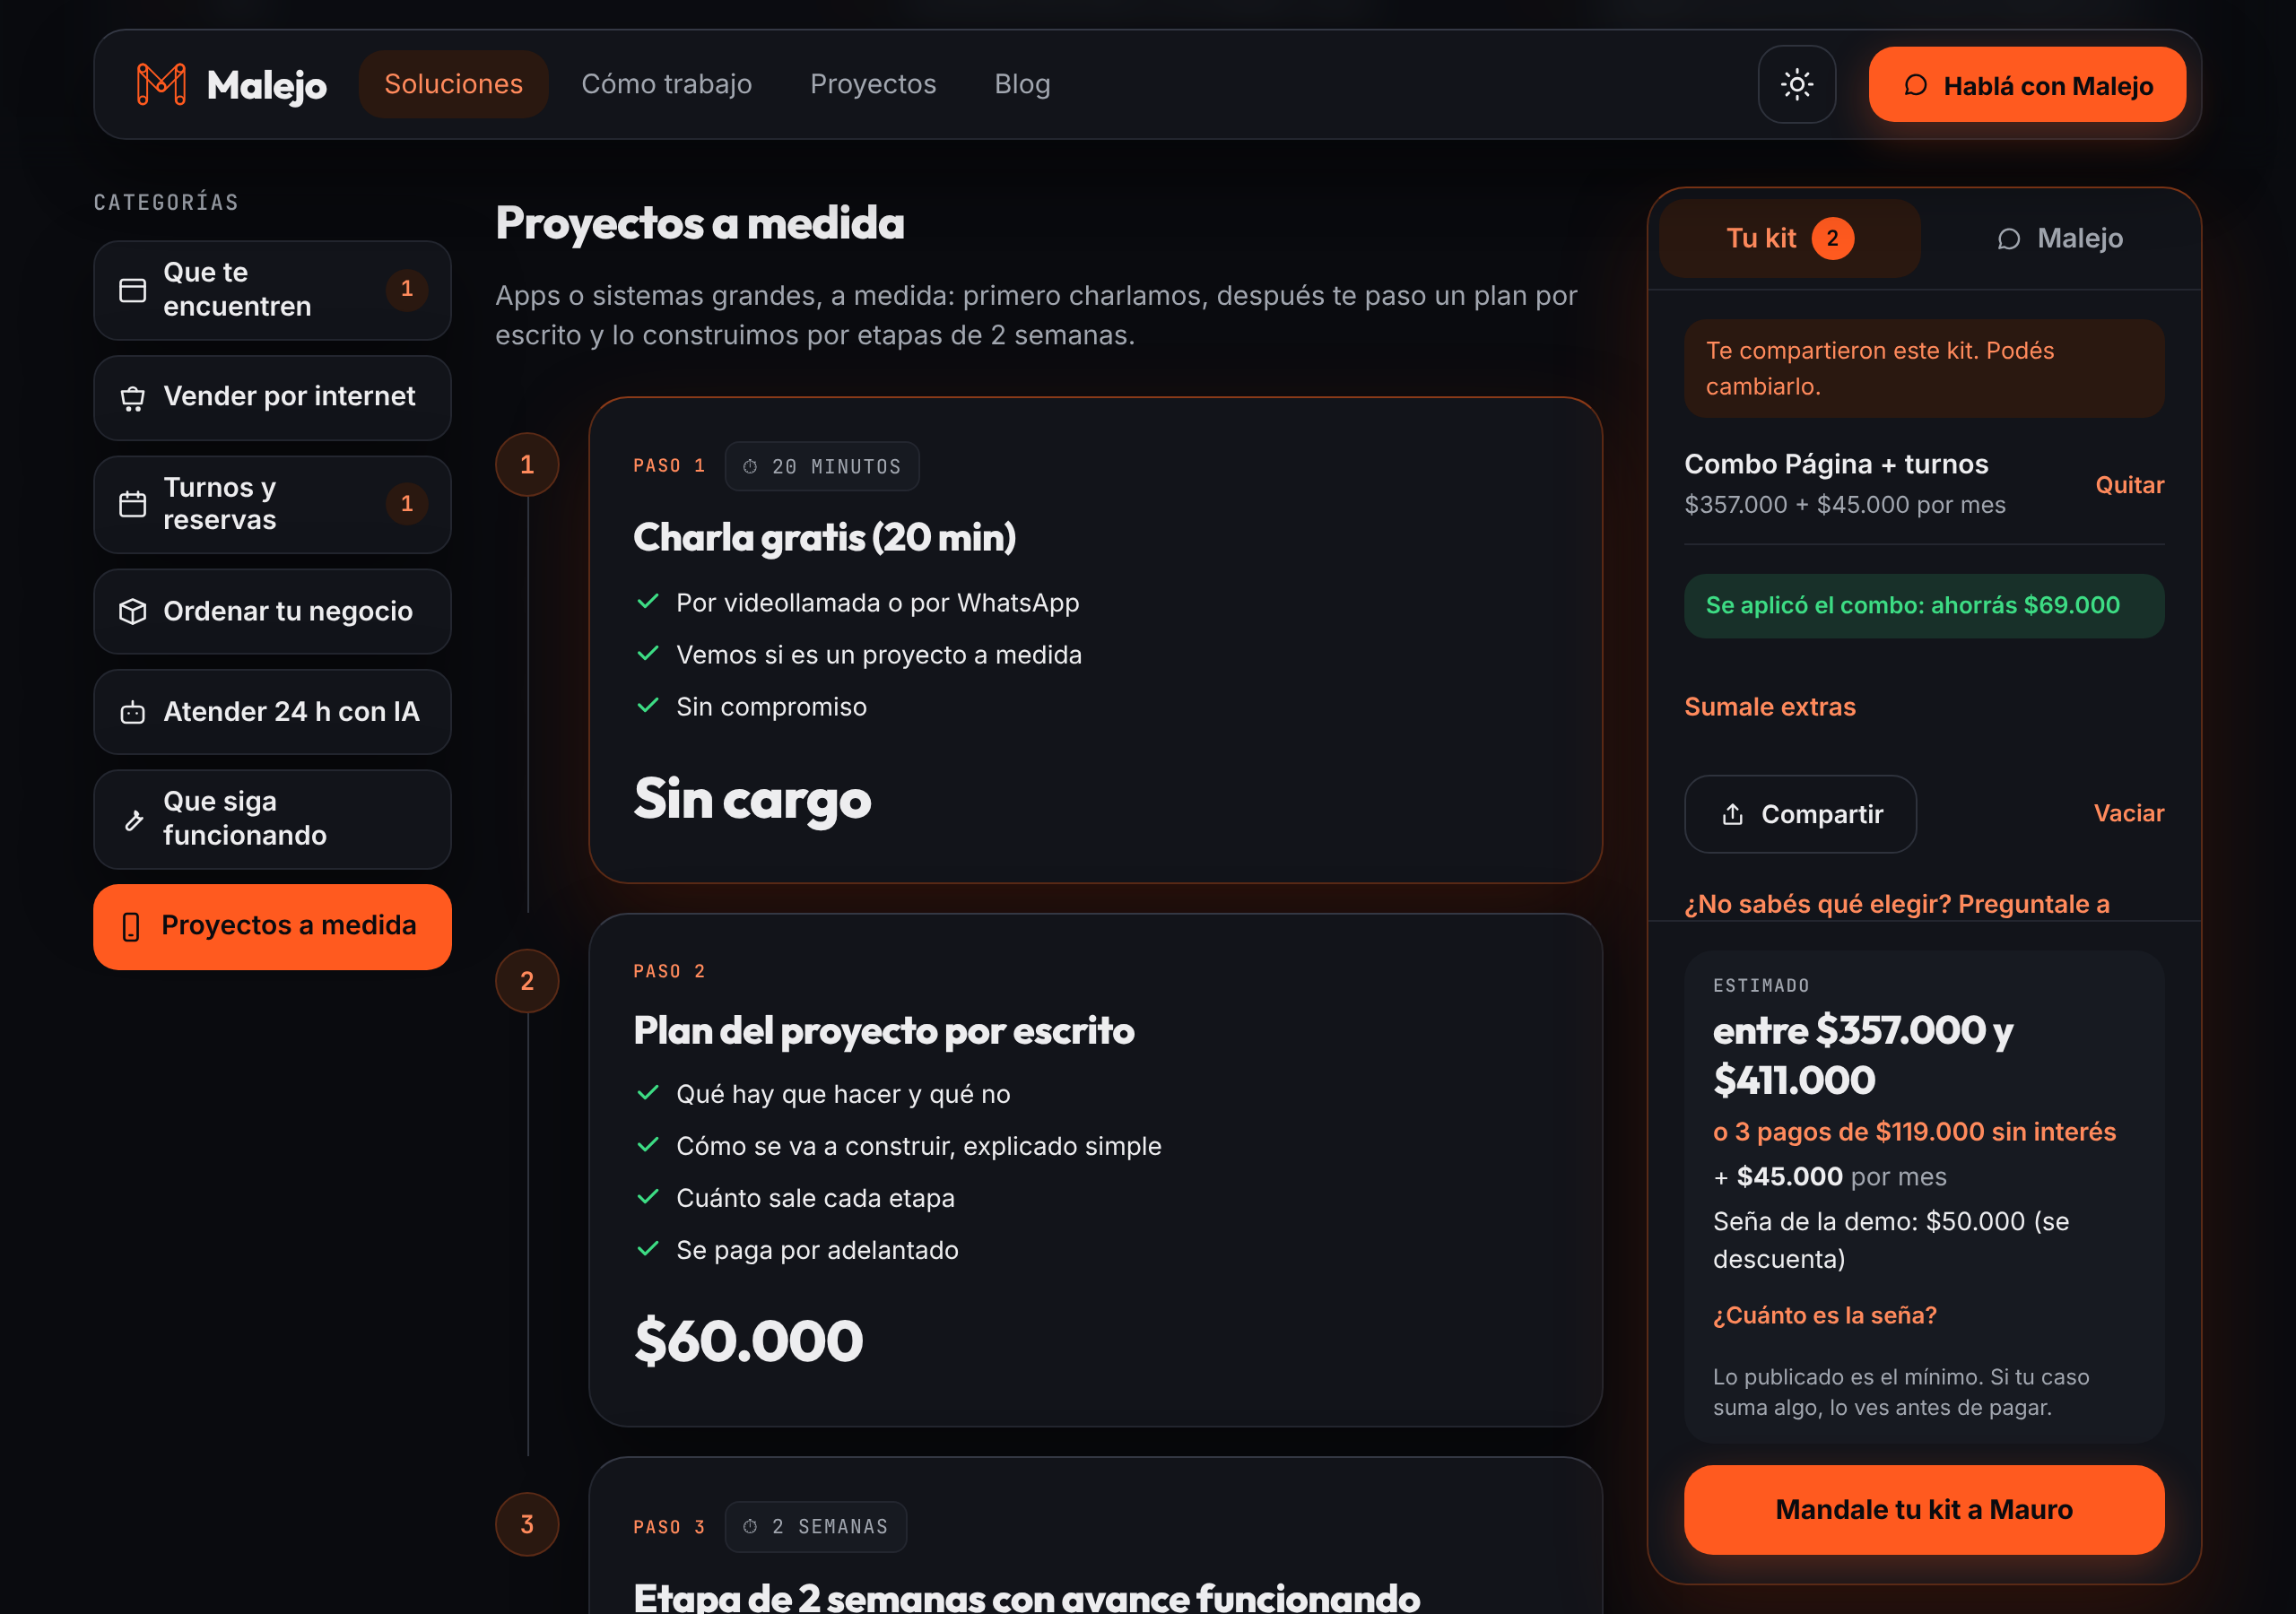 Malejo
Soluciones
Cómo trabajo
Proyectos
Blog
Hablá con Malejo
CATEGORÍAS
Que te
encuentren
1
Vender por internet
Turnos y
reservas
1
Ordenar tu negocio
Atender 24 h con IA
Que siga
funcionando
Proyectos a medida
Proyectos a medida
Apps o sistemas grandes, a medida: primero charlamos, después te paso un plan por
escrito y lo construimos por etapas de 2 semanas.
1
PASO 1
20 MINUTOS
Charla gratis (20 min)
Por videollamada o por WhatsApp
Vemos si es un proyecto a medida
Sin compromiso
Sin cargo
2
PASO 2
Plan del proyecto por escrito
Qué hay que hacer y qué no
Cómo se va a construir, explicado simple
Cuánto sale cada etapa
Se paga por adelantado
$60.000
3
PASO 3
2 SEMANAS
Etapa de 2 semanas con avance funcionando
Tu kit 2
Malejo
Te compartieron este kit. Podés
cambiarlo.
Combo Página + turnos
$357.000 + $45.000 por mes
Quitar
Se aplicó el combo: ahorrás $69.000
Sumale extras
Compartir
Vaciar
¿No sabés qué elegir? Preguntale a
ESTIMADO
entre $357.000 y
$411.000
o 3 pagos de $119.000 sin interés
+ $45.000 por mes
Seña de la demo: $50.000 (se
descuenta)
¿Cuánto es la seña?
Lo publicado es el mínimo. Si tu caso
suma algo, lo ves antes de pagar.
Mandale tu kit a Mauro